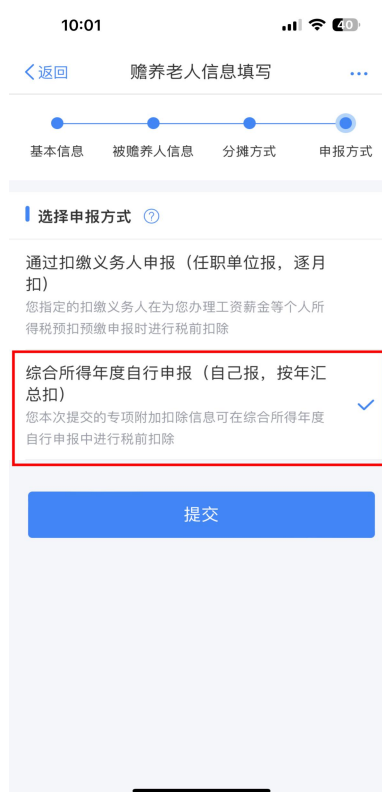 10:01
40
返回
赡养老人信息填写
基本信息
被赡养人信息
分摊方式
申报方式
选择申报方式
通过扣缴义务人申报（任职单位报，逐月
扣）
您指定的扣缴义务人在为您办理工资薪金等个人所
得税预扣预缴申报时进行税前扣除
综合所得年度自行申报（自己报，按年汇
总扣）
您本次提交的专项附加扣除信息可在综合所得年度
自行申报中进行税前扣除
提交